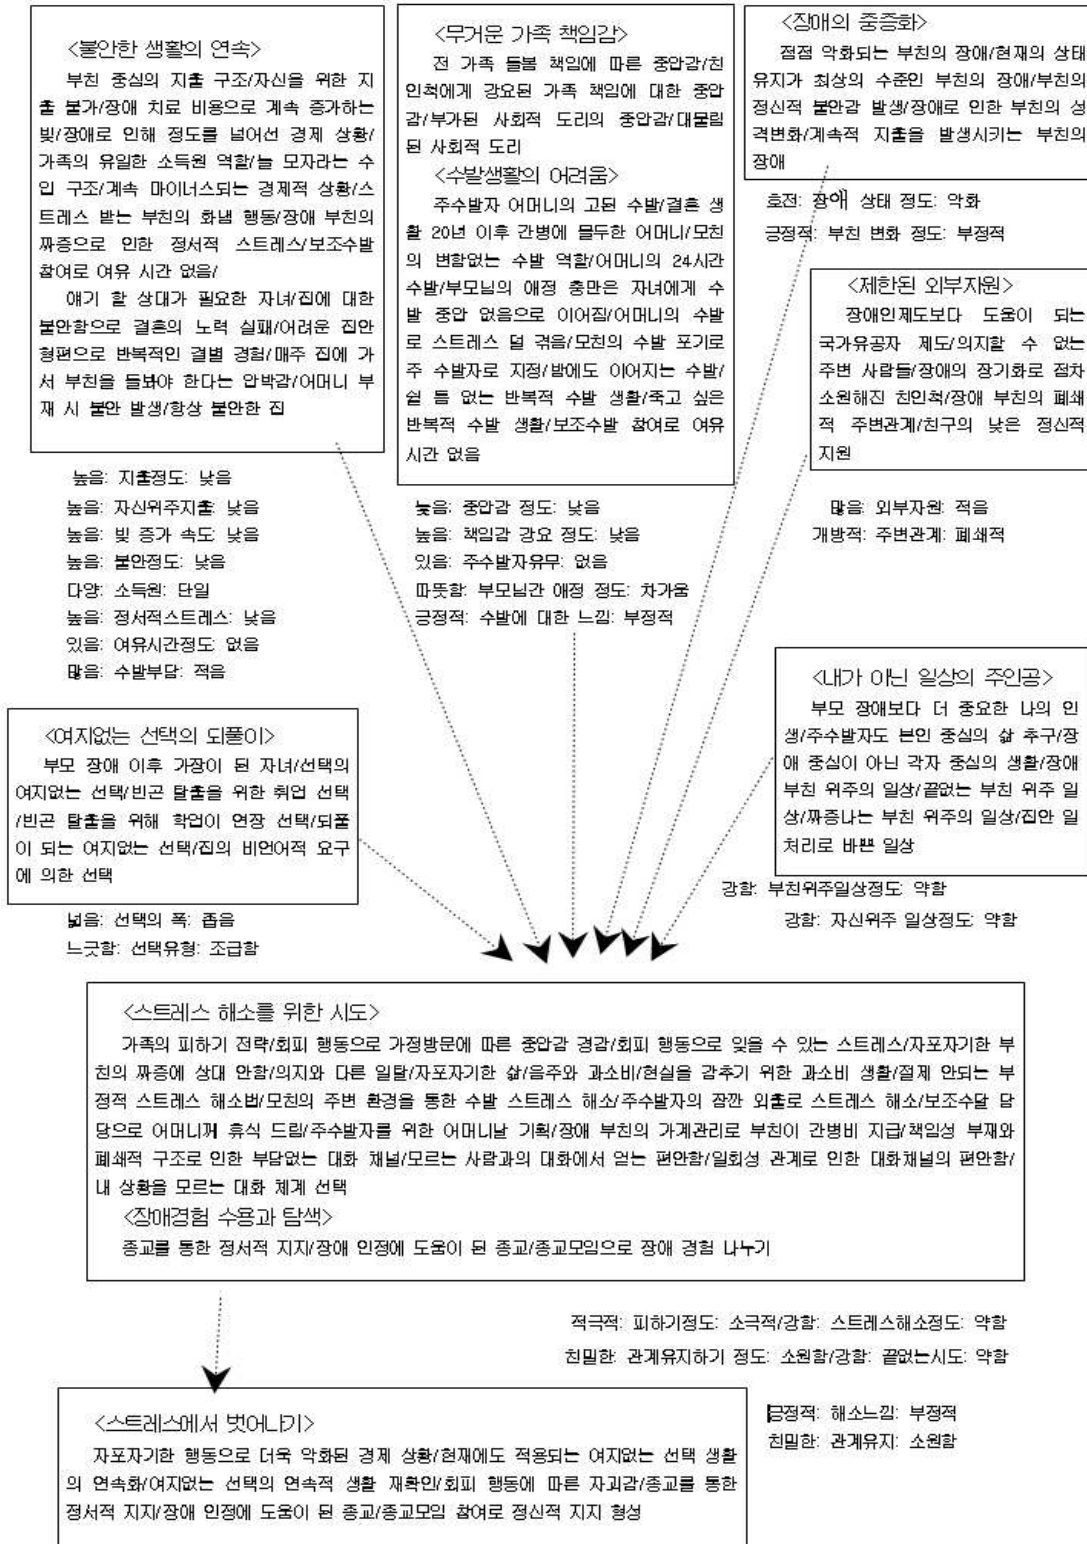 <불안한 생활의 연속>
부친 중심의 지출 구조/자신을 위한 지
출 불가/장애 치료 비용으로 계속 증가하는
빚/장애로 인해 정도를 넘어선 경제 상황/
가족의 유일한 소득원 역할/늘 모자라는 수
입 구조/계속 마이너스되는 경제적 상황/스
트레스 받는 부친의 화냄 행동/장애 부친의
짜증으로 인한 정서적 스트레스/보조수발
참여로 여유 시간 없음/
얘기 할 상대가 필요한 자녀/집에 대한
불안함으로 결혼의 노력 실패/어려운 집안
형편으로 반복적인 결별 경험/매주 집에 가
서 부친을 돌봐야 한다는 압박감/어머니 부
재 시 불안 발생/항상 불안한 집
높음: 지출정도: 낮음
높음: 자신위주지출: 낮음
높음: 빚 증가 속도: 낮음
높음: 불안정도: 낮음
다양: 소득원: 단일
높음: 정서적스트레스: 낮음
있음: 여유시간정도: 없음
많음: 수발부담: 적음
<무거운 가족 책임감>
전 가족 돌봄 책임에 따른 중압감/친
인척에게 강요된 가족 책임에 대한 중압
감/부가된 사회적 도리의 중압감/대물림
된 사회적 도리
<수발생활의 어려움>
주수발자 어머니의 고된 수발/결혼 생
활 20년 이후 간병에 몰두한 어머니/모친
의 변함없는 수발 역할/어머니의 24시간
수발/부모님의 애정 충만은 자녀에게 수
발 중압 없음으로 이어짐/어머니의 수발
로 스트레스 덜 겪음/모친의 수발 포기로
주 수발자로 지정/밤에도 이어지는 수발/
쉴 틈 없는 반복적 수발 생활/죽고 싶은
반복적 수발 생활/보조수발 참여로 여유
시간 없음
높음: 중압감 정도: 낮음
높음: 책임감 강요 정도: 낮음
있음: 주수발자유무: 없음
따뜻함: 부모님간 애정 정도: 차가움
긍정적: 수발에 대한 느낌: 부정적
<장애의 중증화>
점점 악화되는 부친의 장애/현재의 상태
유지가 최상의 수준인 부친의 장애/부친의
정신적 불안감 발생/장애로 인한 부친의 성
격변화/계속적 지출을 발생시키는 부친의
장애
호전: 장애 상태 정도: 악화
긍정적: 부친 변화 정도: 부정적
<제한된 외부자원>
장애인제도보다 도움이 되는
국가유공자 제도/의지할 수 없는
주변 사람들/장애의 장기화로 점차
소원해진 친인척/장애 부친의 폐쇄
적 주변관계/친구의 낮은 정신적
지원
많음: 외부자원: 적음
개방적: 주변관계: 폐쇄적
<내가 아닌 일상의 주인공>
부모 장애보다 더 중요한 나의 인
생/주수발자도 본인 중심의 삶 추구/장
애 중심이 아닌 각자 중심의 생활/장애
부친 위주의 일상/끝없는 부친 위주 일
상/짜증나는 부친 위주의 일상/집안 일
처리로 바쁜 일상
강함: 부친위주일상정도: 약함
강함: 자신위주 일상정도: 약함
<여지없는 선택의 되풀이>
부모 장애 이후 가장이 된 자녀/선택의
여지없는 선택/빈곤 탈출을 위한 취업 선택
/빈곤 탈출을 위해 학업이 연장 선택/되풀
이 되는 여지없는 선택/집의 비언어적 요구
에 의한 선택
넓음: 선택의 폭: 좁음
느긋함: 선택유형: 조급함
<스트레스 해소를 위한 시도>
가족의 피하기 전략/회피 행동으로 가정방문에 따른 중압감 경감/회피 행동으로 잊을 수 있는 스트레스/자포자기한 부
친의 짜증에 상대 안함/의지와 다른 일탈/자포자기한 삶/음주와 과소비/현실을 감추기 위한 과소비 생활/절제 안되는 부
정적 스트레스 해소법/모친의 주변 환경을 통한 수발 스트레스 해소/주수발자의 잠깐 외출로 스트레스 해소/보조수달 담
당으로 어머니께 휴식 드림/주수발자를 위한 어머니날 기획/장애 부친의 가계관리로 부친이 간병비 지급/책임성 부재와
폐쇄적 구조로 인한 부담없는 대화 채널/모르는 사람과의 대화에서 얻는 편안함/일회성 관계로 인한 대화채널의 편안함/
내 상황을 모르는 대화 체계 선택
<장애경험 수용과 탐색>
종교를 통한 정서적 지지/장애 인정에 도움이 된 종교/종교모임으로 장애 경험 나누기
적극적: 피하기정도: 소극적/강함: 스트레스해소정도: 약함
친밀한: 관계유지하기 정도: 소원함/강함: 끝없는시도: 약함
<스트레스에서 벗어나기>
자포자기한 행동으로 더욱 악화된 경제 상황/현재에도 적용되는 여지없는 선택 생활
의 연속화/여지없는 선택의 연속적 생활 재확인/회피 행동에 따른 자괴감/종교를 통한
정서적 지지/장애 인정에 도움이 된 종교/종교모임 참여로 정신적 지지 형성
긍정적: 해소느낌: 부정적
친밀한: 관계유지: 소원함